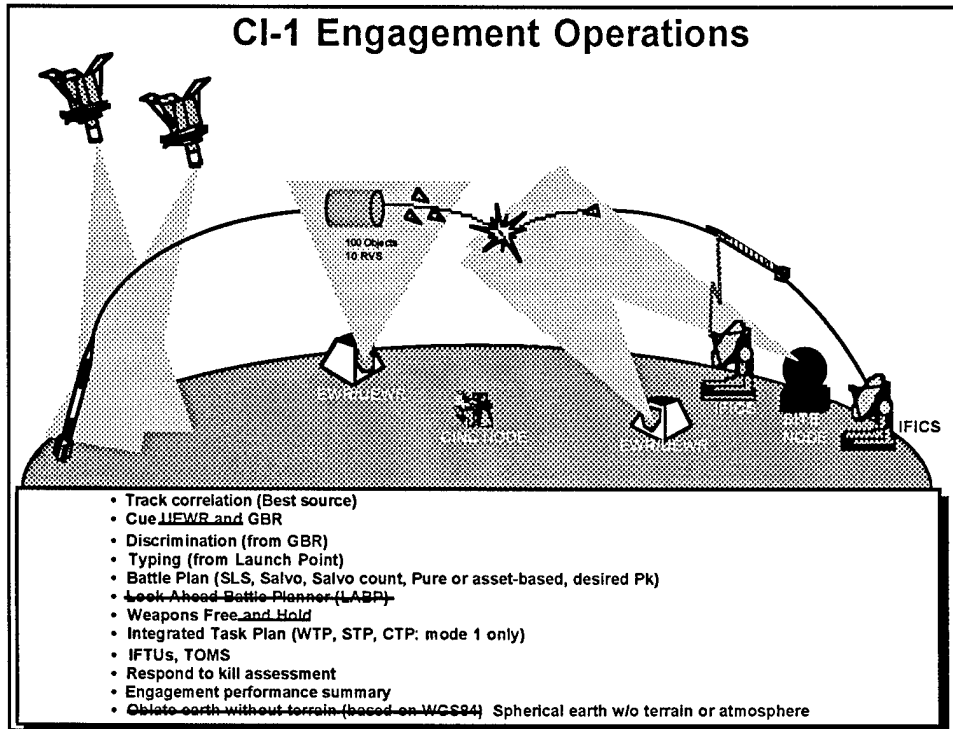 CI-1 Engagement Operations
100 Objects
10 RVS
IFICS
NODE
• Track correlation (Best source)
• Cue UEWR and GBR
• Discrimination (from GBR)
• Typing (from Launch Point)
• Battle Plan (SLS, Salvo, Salvo count, Pure or asset-based, desired Pk)
• Look Ahead Battle Planner (LABP)
• Weapons Free and Hold
• Integrated Task Plan (WTP, STP, CTP: mode 1 only)
• IFTUs, TOMS
• Respond to kill assessment
• Engagement performance summary
• Oblate earth without terrain (based on WGS84) Spherical earth w/o terrain or atmosphere